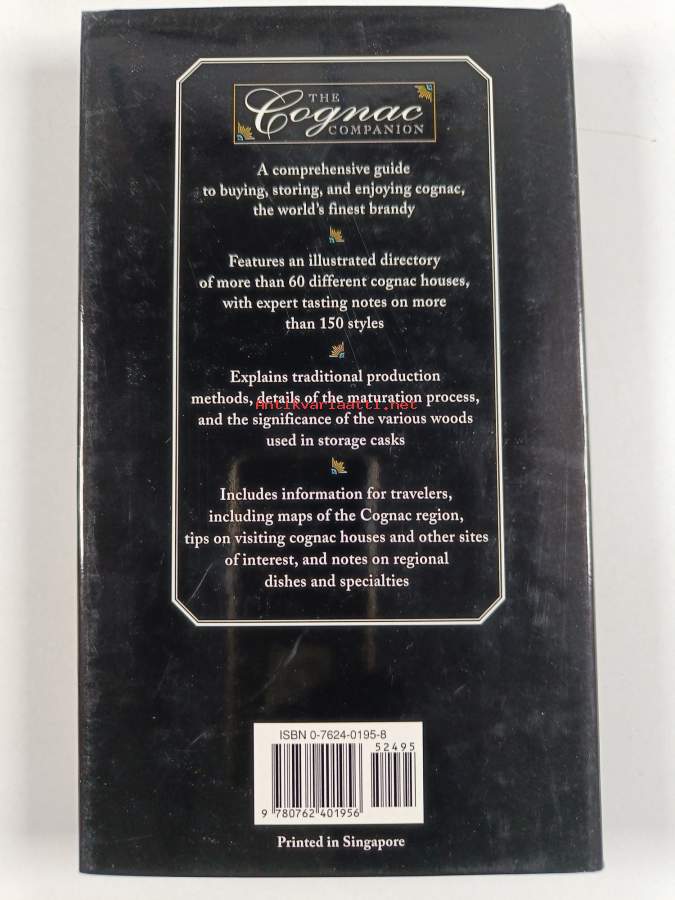 THE
Cognac
COMPANION
A comprehensive guide
to buying, storing, and enjoying cognac,
the world's finest brandy
Features an illustrated directory
of more than 60 different cognac houses,
with expert tasting notes on more
than 150 styles
Explains traditional production
methods, details of the maturation process,
Antikvariaatti.net
and the significance of the various woods
used in storage casks
Includes information for travelers,
including maps of the Cognac region,
tips on visiting cognac houses and other sites
of interest, and notes on regional
dishes and specialties
ISBN 0-7624-0195-8
52495
9 780762 401956
Printed in Singapore